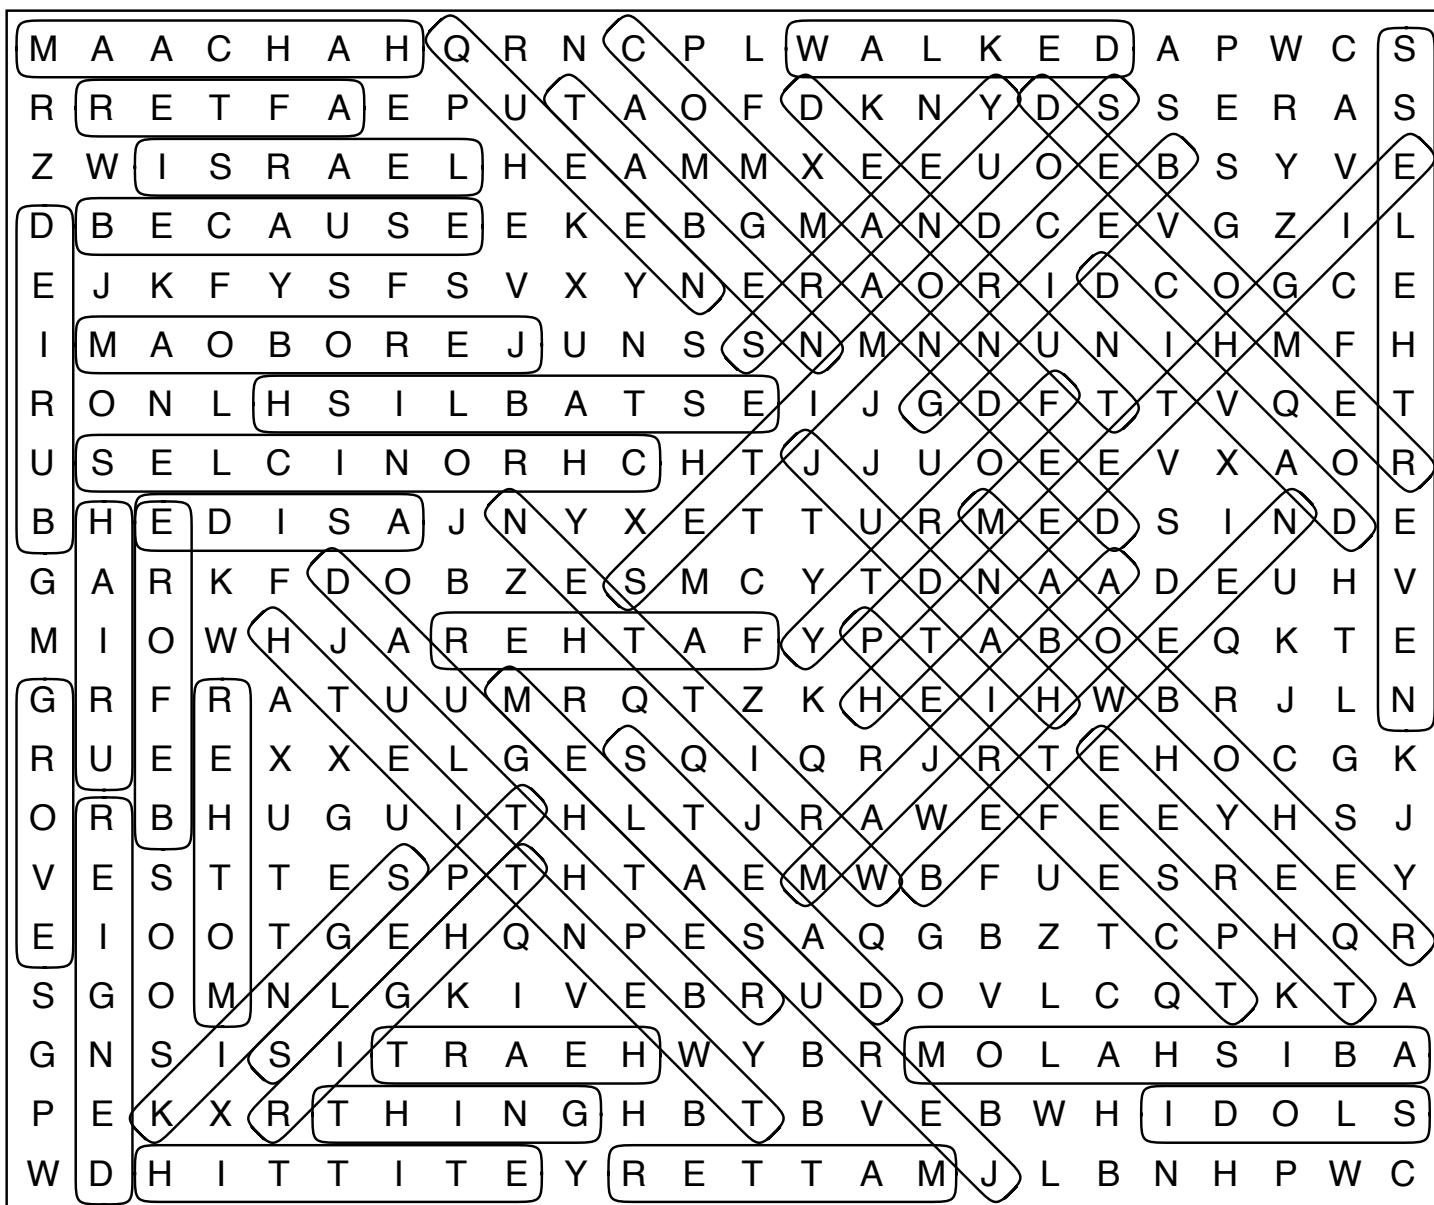 M A A C H A H Q R N C P L W A L K E D A P W C S
R R E T F A E P U T A O F D K N Y D S S E R A S
Z W I S R A E L H E A M M X E E U O E B S Y V E
D B E C A U S E E K E B G M A N D C E V G Z I L
E J K F Y S F S V X Y N E R A O R I D C O G C E
I M A O B O R E J U N S S N M N N U N I H M F H
R O N L H S I L B A T S E I J G D F T T V Q E T
U S E L C I N O R H C H T J J U O E E V X A O R
B H E D I S A J N Y X E T T U R M E D S I N D E
G A R K F D O B Z E S M C Y T D N A A D E U H V
M I O W H J A R E H T A F Y P T A B O E Q K T E
G R F R A T U U M R Q T Z K H E I H W B R J L N
R U E E X X E L G E S Q I Q R J R T E H O C G K
O R B H U G U I T H L T J R A W E F E E Y H S J
V E S T T E S P T H T A E M W B F U E S R E E Y
E I O O T G E H Q N P E S A Q G B Z T C P H Q R
S G O M N L G K I V E B R U D O V L C Q T K T A
G N S I S I T R A E H W Y B R M O L A H S I B A
P E K X R T H I N G H B T B V E B W H I D O L S
W D H I T T I T E Y R E T T A M J L B N H P W C